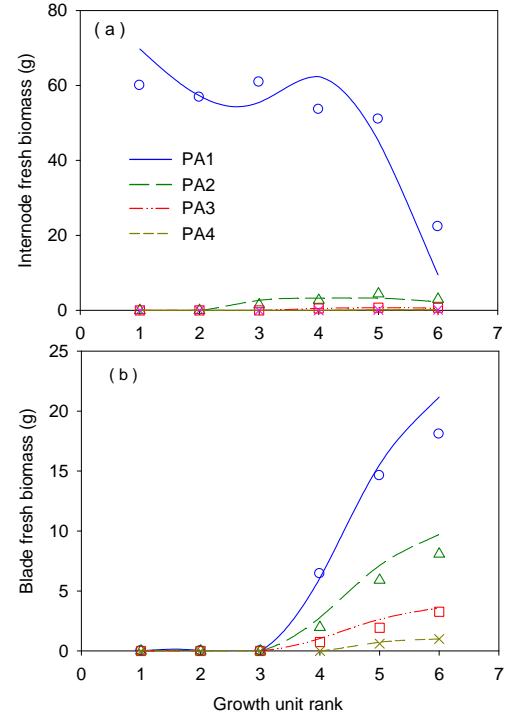 ( a )
Internode fresh biomass (g)
80
60
40
20
0
PA1
PA2
PA3
PA4
0 1 2 3 4 5 6 7
( b )
Blade fresh biomass (g)
25
20
15
10
5
0
0 1 2 3 4 5 6 7
Growth unit rank